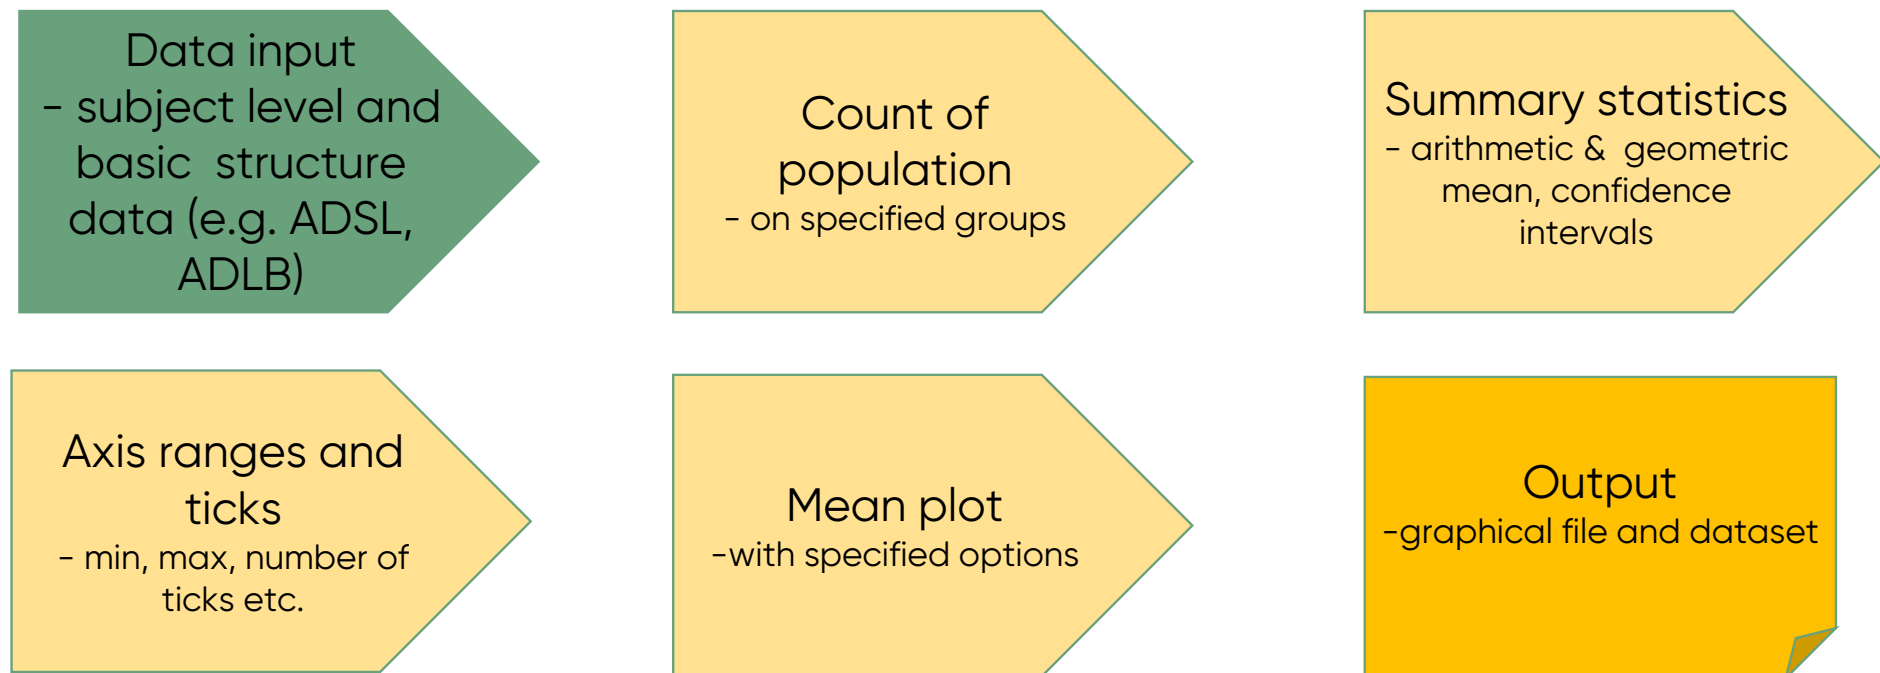 Data input
- subject level and
basic structure
data (e.g. ADSL,
ADLB)
Count of
population
- on specified groups
Summary statistics
- arithmetic & geometric
mean, confidence
intervals
Axis ranges and
ticks
- min, max, number of
ticks etc.
Mean plot
-with specified options
Output
-graphical file and dataset